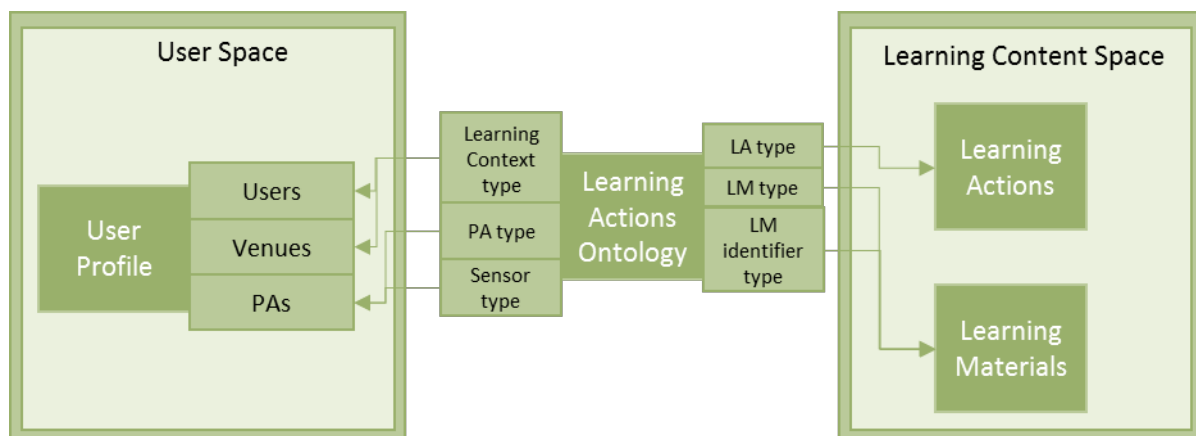 User Space
User
Profile
Users
Venues
PAs
Learning
Context
type
PA type
Sensor
type
Learning
Actions
Ontology
LA type
LM type
LM
identifier
type
Learning Content Space
Learning
Actions
Learning
Materials